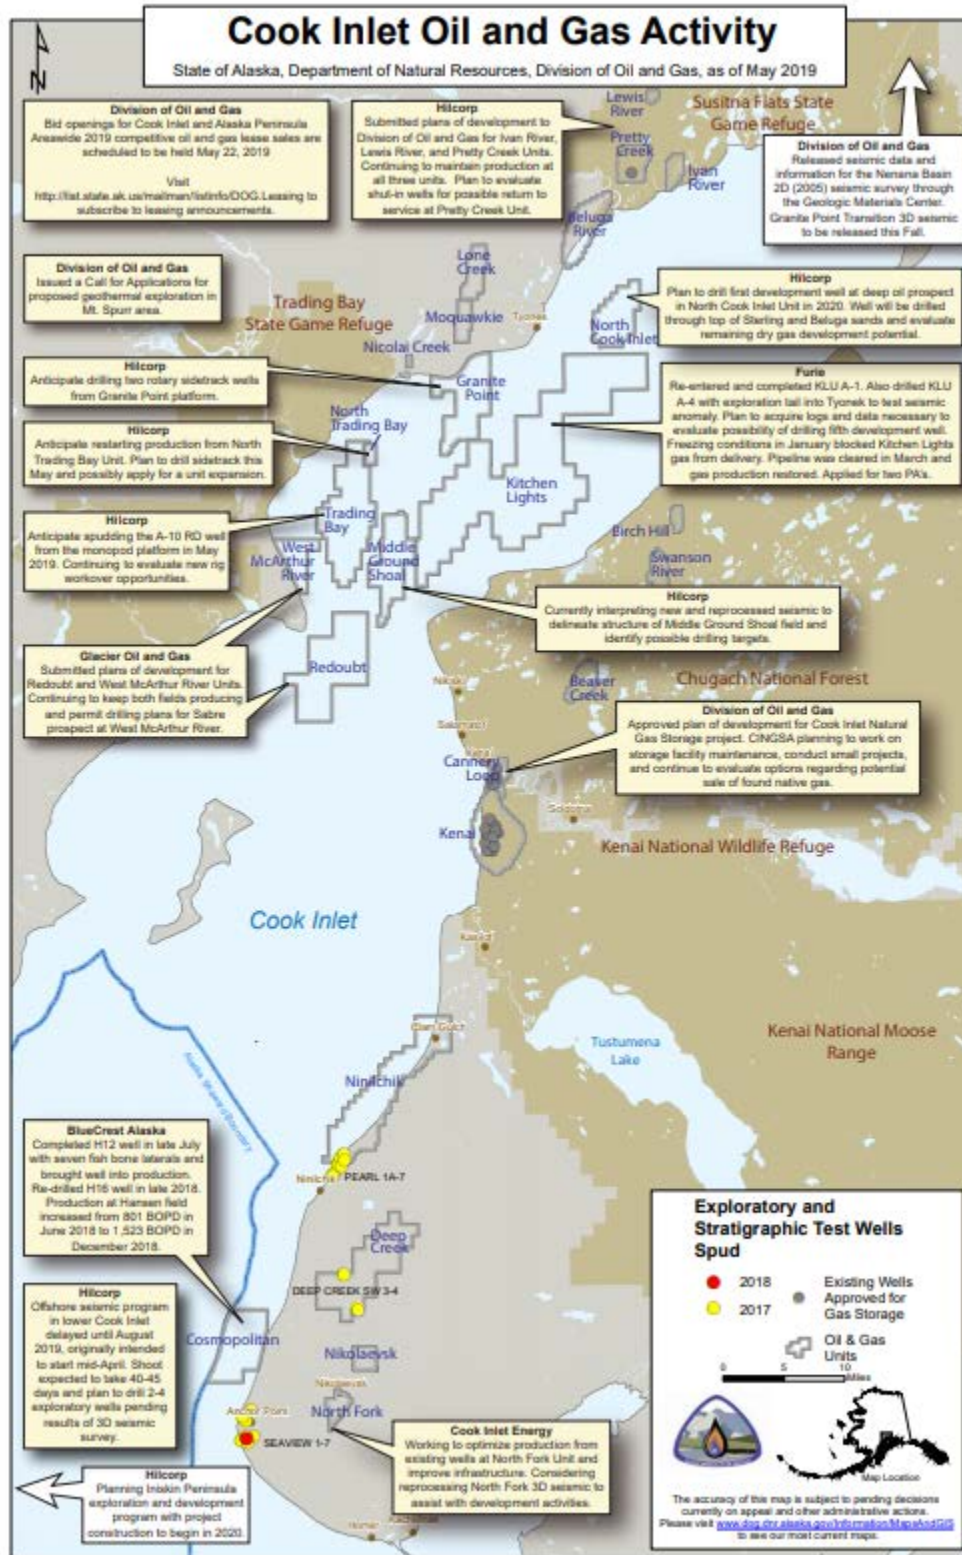 Cook Inlet Oil and Gas Activity
State of Alaska, Department of Natural Resources, Division of Oil and Gas, as of May 2019
N
Division of Oil and Gas
Bid openings for Cook Inlet and Alaska Peninsula
Areawide 2019 competitive oil and gas lease sales are
scheduled to be held May 22, 2019
Visit
http://list.state.ak.us/mailman/listinfo/DOG.Leasing to
subscribe to leasing announcements.
Hilcorp
Submitted plans of development to
Division of Oil and Gas for Ivan River,
Lewis River, and Pretty Creek Units.
Continuing to maintain production at
all three units. Plan to evaluate
shut-in wells for possible return to
service at Pretty Creek Unit.
Lewis
River
Pretty
Creek
Susitna Flats State
Game Refuge
Ivan
River
Beluga
River
Division of Oil and Gas
Released seismic data and
information for the Nenana Basin
2D (2005) seismic survey through
the Geologic Materials Center.
Granite Point Transition 3D seismic
to be released this Fall.
Division of Oil and Gas
Issued a Call for Applications for
proposed geothermal exploration in
Mt. Spurr area.
Lone
Creek
Trading Bay
State Game Refuge
Moquawkie
Tyonek
Nicolai Creek
North
Cook Inlet
Hilcorp
Plan to drill first development well at deep oil prospect
in North Cook Inlet Unit in 2020. Well will be drilled
through top of Sterling and Beluga sands and evaluate
remaining dry gas development potential.
Hilcorp
Anticipate drilling two rotary sidetrack wells
from Granite Point platform.
Granite
Point
Furie
Re-entered and completed KLU A-1. Also drilled KLU
A-4 with exploration tail into Tyonek to test seismic
anomaly. Plan to acquire logs and data necessary to
evaluate possibility of drilling fifth development well.
Freezing conditions in January blocked Kitchen Lights
gas from delivery. Pipeline was cleared in March and
gas production restored. Applied for two PA's.
North
Trading Bay
Hilcorp
Anticipate restarting production from North
Trading Bay Unit. Plan to drill sidetrack this
May and possibly apply for a unit expansion.
Kitchen
Lights
Hilcorp
Anticipate spudding the A-10 RD well
from the monopod platform in May
2019. Continuing to evaluate new rig
workover opportunities.
Trading
Bay
West
McArthur
River
Middle
Ground
Shoal
Birch Hill
Swanson
River
Hilcorp
Currently interpreting new and reprocessed seismic to
delineate structure of Middle Ground Shoal field and
identify possible drilling targets.
Glacier Oil and Gas
Submitted plans of development for
Redoubt and West McArthur River Units.
Continuing to keep both fields producing
and permit drilling plans for Sabre
prospect at West McArthur River.
Redoubt
Nikiski
Beaver
Creek
Chugach National Forest
Salamatof
Kenai
Cannery
Loop
Division of Oil and Gas
Approved plan of development for Cook Inlet Natural
Gas Storage project. CINGSA planning to work on
storage facility maintenance, conduct small projects,
and continue to evaluate options regarding potential
sale of found native gas.
Kenai
Soldotna
Kenai National Wildlife Refuge
Cook Inlet
Kasilof
Clam Gulch
Tustumena
Lake
Kenai National Moose
Range
Ninilchik
Alaska Seaward Boundary
BlueCrest Alaska
Completed H12 well in late July
with seven fish bone laterals and
brought well into production.
Re-drilled H16 well in late 2018.
Production at Hansen field
increased from 801 BOPD in
June 2018 to 1,523 BOPD in
December 2018.
Ninilchik
PEARL 1A-7
Deep
Creek
DEEP CREEK SW 3-4
Hilcorp
Offshore seismic program
in lower Cook Inlet
delayed until August
2019, originally intended
to start mid-April. Shoot
expected to take 40-45
days and plan to drill 2-4
exploratory wells pending
results of 3D seismic
survey.
Cosmopolitan
Nikolaevsk
Nikolaevsk
Anchor Point
North Fork
SEAVIEW 1-7
Cook Inlet Energy
Working to optimize production from
existing wells at North Fork Unit and
improve infrastructure. Considering
reprocessing North Fork 3D seismic to
assist with development activities.
Hilcorp
Planning Iniskin Peninsula
exploration and development
program with project
construction to begin in 2020.
Homer
Kachemak
Exploratory and
Stratigraphic Test Wells
Spud
2018
2017
Existing Wells
Approved for
Gas Storage
Oil & Gas
Units
0 5 10
Miles
Map Location
The accuracy of this map is subject to pending decisions
currently on appeal and other administrative actions.
Please visit www.dog.dnr.alaska.gov/Information/MapsAndGIS
to see our most current maps.